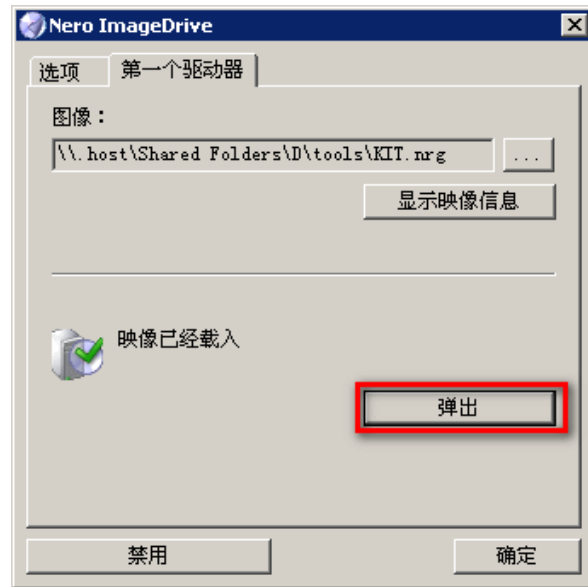 Nero ImageDrive
选项 第一个驱动器
图像：
\\.host\Shared Folders\D\tools\KIT.nrg ...
显示映像信息
映像已经载入
弹出
禁用 确定